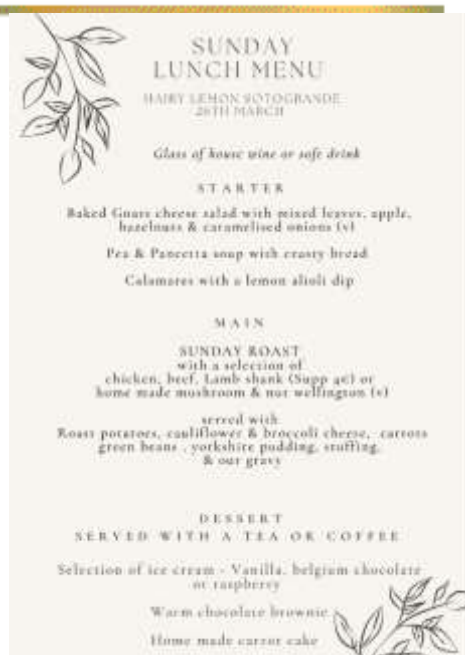 SUNDAY
LUNCH MENU
HAIRY LEMON SOTOGRANDE
26TH MARCH
Glass of house wine or soft drink
STARTER
Baked Goats cheese salad with mixed leaves, apple,
hazelnuts & caramelised onions (v)
Pea & Pancetta soup with crusty bread
Calamares with a lemon alioli dip
MAIN
SUNDAY ROAST
with a selection of
chicken, beef, Lamb shank (Supp 4€) or
home made mushroom & nut wellington (v)
served with
Roast potatoes, cauliflower & broccoli cheese, carrots
green beans , yorkshire pudding, stuffing,
& our gravy
DESSERT
SERVED WITH A TEA OR COFFEE
Selection of ice cream - Vanilla, belgium chocolate
or raspberry
Warm chocolate brownie
Home made carrot cake